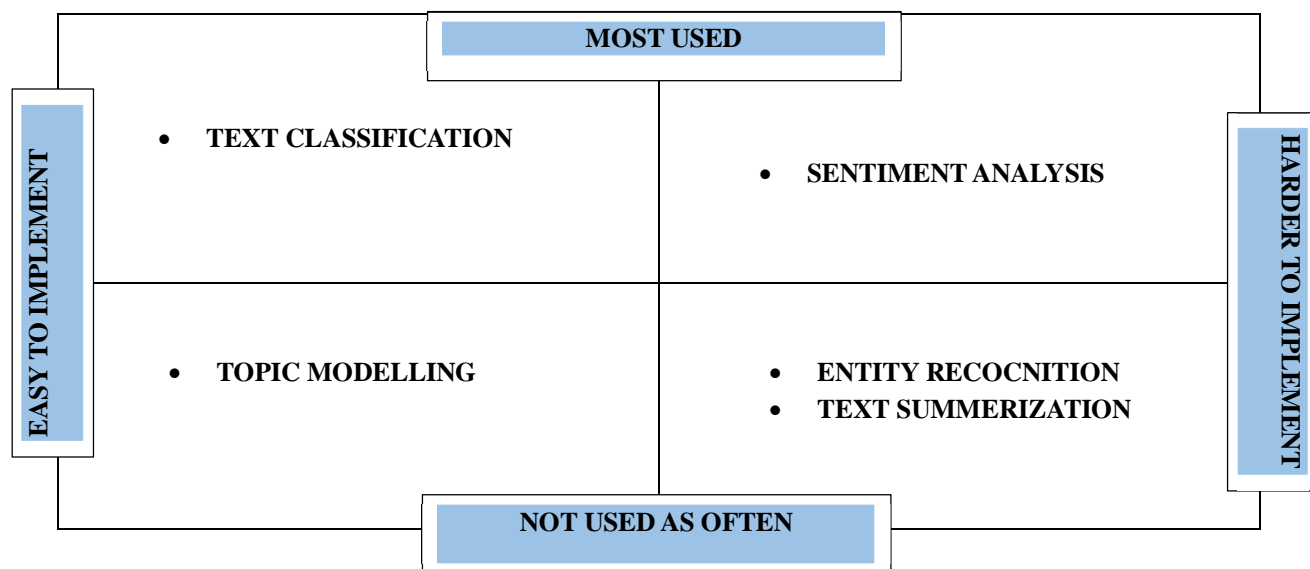 MOST USED
EASY TO IMPLEMENT
HARDER TO IMPLEMENT
• TEXT CLASSIFICATION
• SENTIMENT ANALYSIS
• TOPIC MODELLING
• ENTITY RECOCNITION
• TEXT SUMMERIZATION
NOT USED AS OFTEN